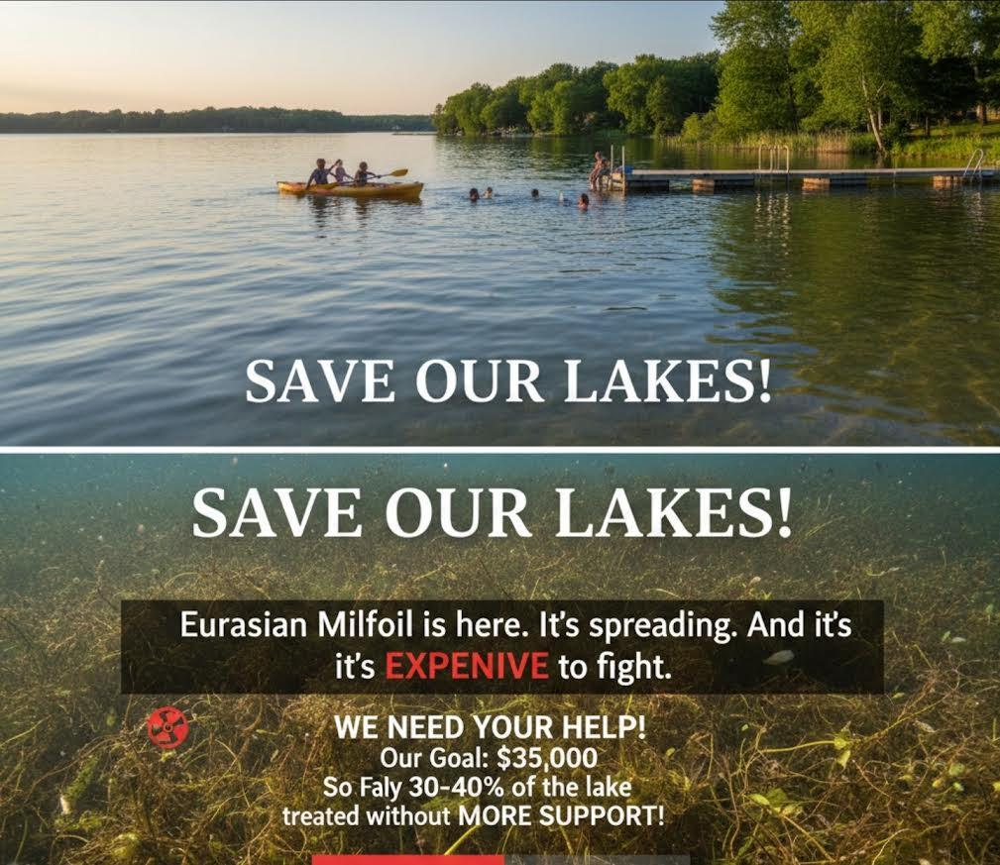 SAVE OUR LAKES!
SAVE OUR LAKES!
Eurasian Milfoil is here. It's spreading. And it's
it's EXPENIVE to fight.
WE NEED YOUR HELP!
Our Goal: $35,000
So Faly 30-40% of the lake
treated without MORE SUPPORT!